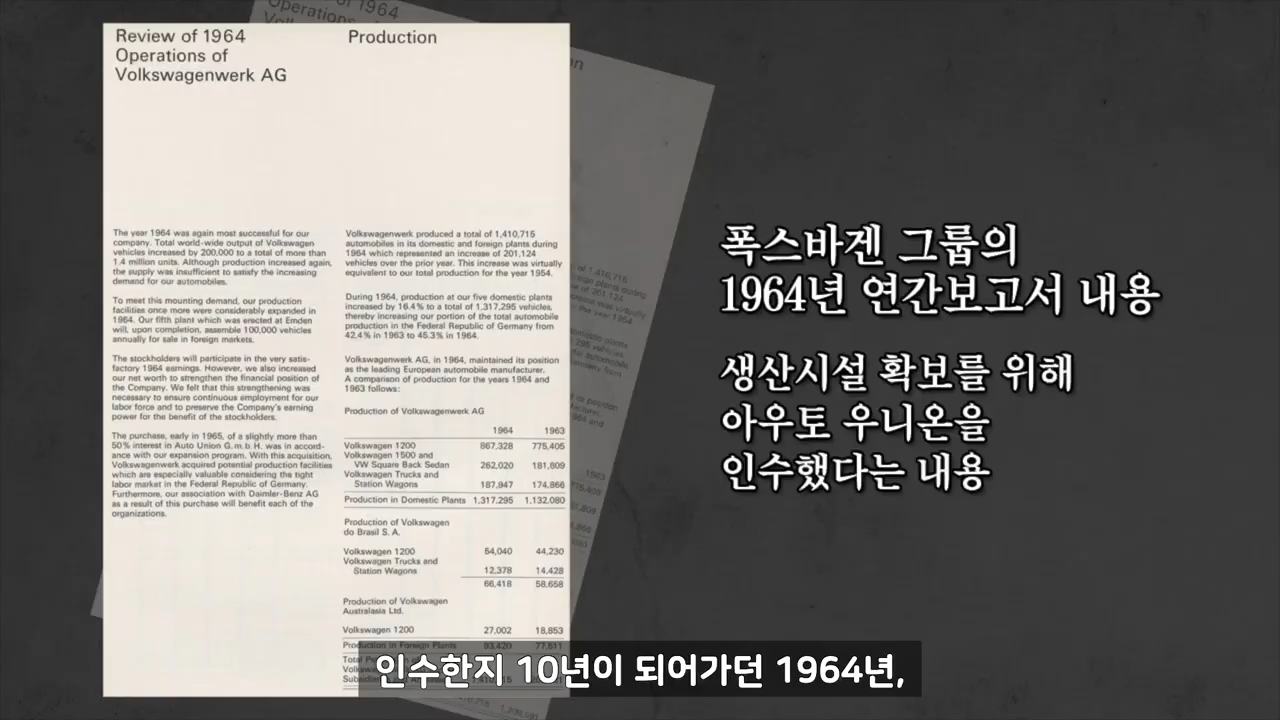 Review of 1964
Operations of
Volkswagenwerk AG
Production
The year 1964 was again most successful for our
company. Total world-wide output of Volkswagen
vehicles increased by 200,000 to a total of more than
1.4 million units. Although production increased again,
the supply was insufficient to satisfy the increasing
demand for our automobiles.
To meet this mounting demand, our production
facilities once more were considerably expanded in
1964. Our fifth plant which was erected at Emden
will, upon completion, assemble 100,000 vehicles
annually for sale in foreign markets.
The stockholders will participate in the very satis-
factory 1964 earnings. However, we also increased
our net worth to strengthen the financial position of
the Company. We felt that this strengthening was
necessary to ensure continuous employment for our
labor force and to preserve the Company's earning
power for the benefit of the stockholders.
The purchase, early in 1965, of a slightly more than
50% interest in Auto Union G.m.b.H. was in accord-
ance with our expansion program. With this acquisition,
Volkswagenwerk acquired potential production facilities
which are especially valuable considering the tight
labor market in the Federal Republic of Germany.
Furthermore, our association with Daimler-Benz AG
as a result of this purchase will benefit each of the
organizations.
Volkswagenwerk produced a total of 1,410,715
automobiles in its domestic and foreign plants during
1964 which represented an increase of 201,124
vehicles over the prior year. This increase was virtually
equivalent to our total production for the year 1954.
During 1964, production at our five domestic plants
increased by 16.4% to a total of 1,317,295 vehicles,
thereby increasing our portion of the total automobile
production in the Federal Republic of Germany from
42.4% in 1963 to 45.3% in 1964.
Volkswagenwerk AG, in 1964, maintained its position
as the leading European automobile manufacturer.
A comparison of production for the years 1964 and
1963 follows:
Production of Volkswagenwerk AG
1964 1963
Volkswagen 1200 867,328 775,405
Volkswagen 1500 and
VW Square Back Sedan 262,020 181,809
Volkswagen Trucks and
Station Wagons 187,947 174,866
Production in Domestic Plants 1,317,295 1,132,080
Production of Volkswagen
do Brasil S. A.
Volkswagen 1200 54,040 44,230
Volkswagen Trucks and
Station Wagons 12,378 14,428
66,418 58,658
Production of Volkswagen
Australasia Ltd.
Volkswagen 1200 27,002 18,853
Production in Foreign Plants 93,420 77,511
폭스바겐 그룹의
1964년 연간보고서 내용
생산시설 확보를 위해
아우토 우니온을
인수했다는 내용
인수한지 10년이 되어가던 1964년,